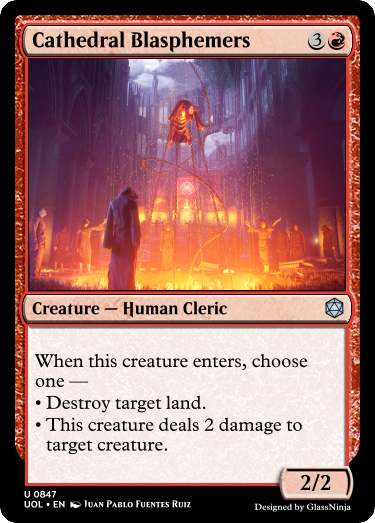 Cathedral Blasphemers 3
Creature — Human Cleric
When this creature enters, choose
one —
• Destroy target land.
• This creature deals 2 damage to
target creature.
2/2
U 0847
UOL • EN Juan Pablo Fuentes Ruiz
Designed by GlassNinja